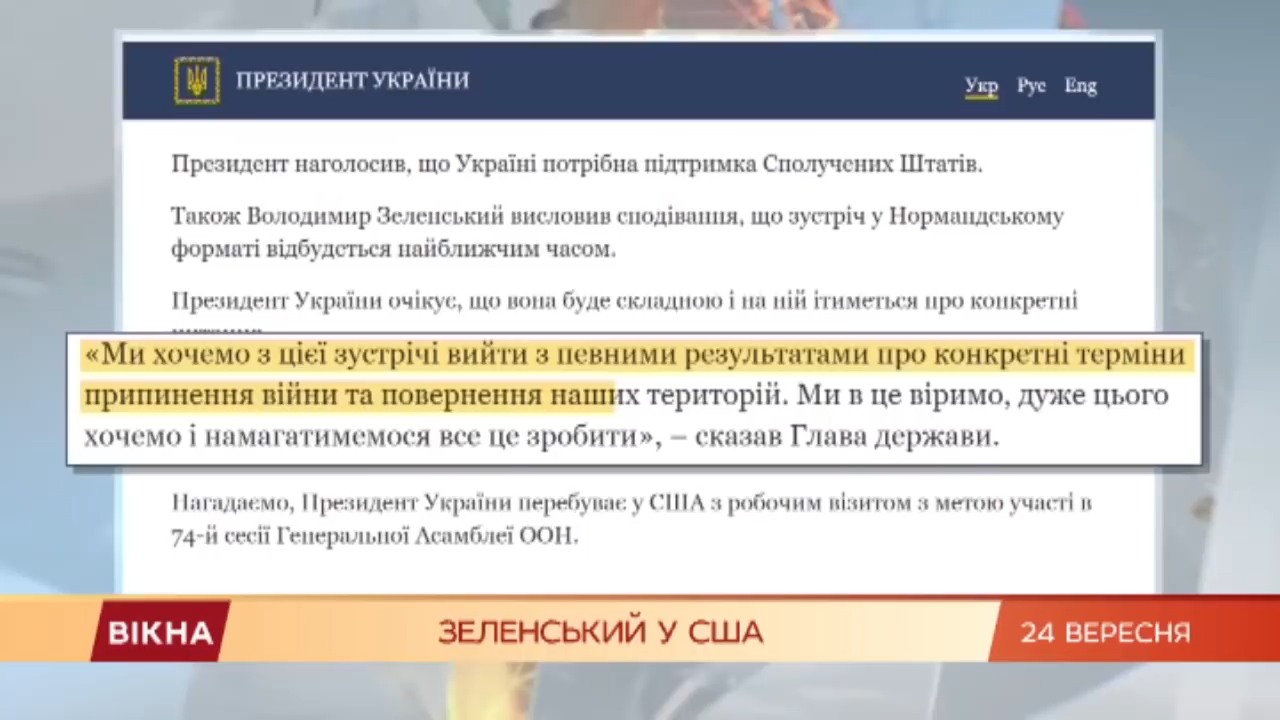 ПРЕЗИДЕНТ УКРАЇНИ
Укр Рус Eng
Президент наголосив, що Україні потрібна підтримка Сполучених Штатів.
Також Володимир Зеленський висловив сподівання, що зустріч у Нормандському
форматі відбудеться найближчим часом.
Президент України очікує, що вона буде складною і на ній ітиметься про конкретні
«Ми хочемо з цієї зустрічі вийти з певними результатами про конкретні терміни
припинення війни та повернення наших територій. Ми в це віримо, дуже цього
хочемо і намагатимемося все це зробити», – сказав Глава держави.
Нагадаємо, Президент України перебуває у США з робочим візитом з метою участі в
74-й сесії Генеральної Асамблеї ООН.
ВІКНА
ЗЕЛЕНСЬКИЙ У США
24 ВЕРЕСНЯ